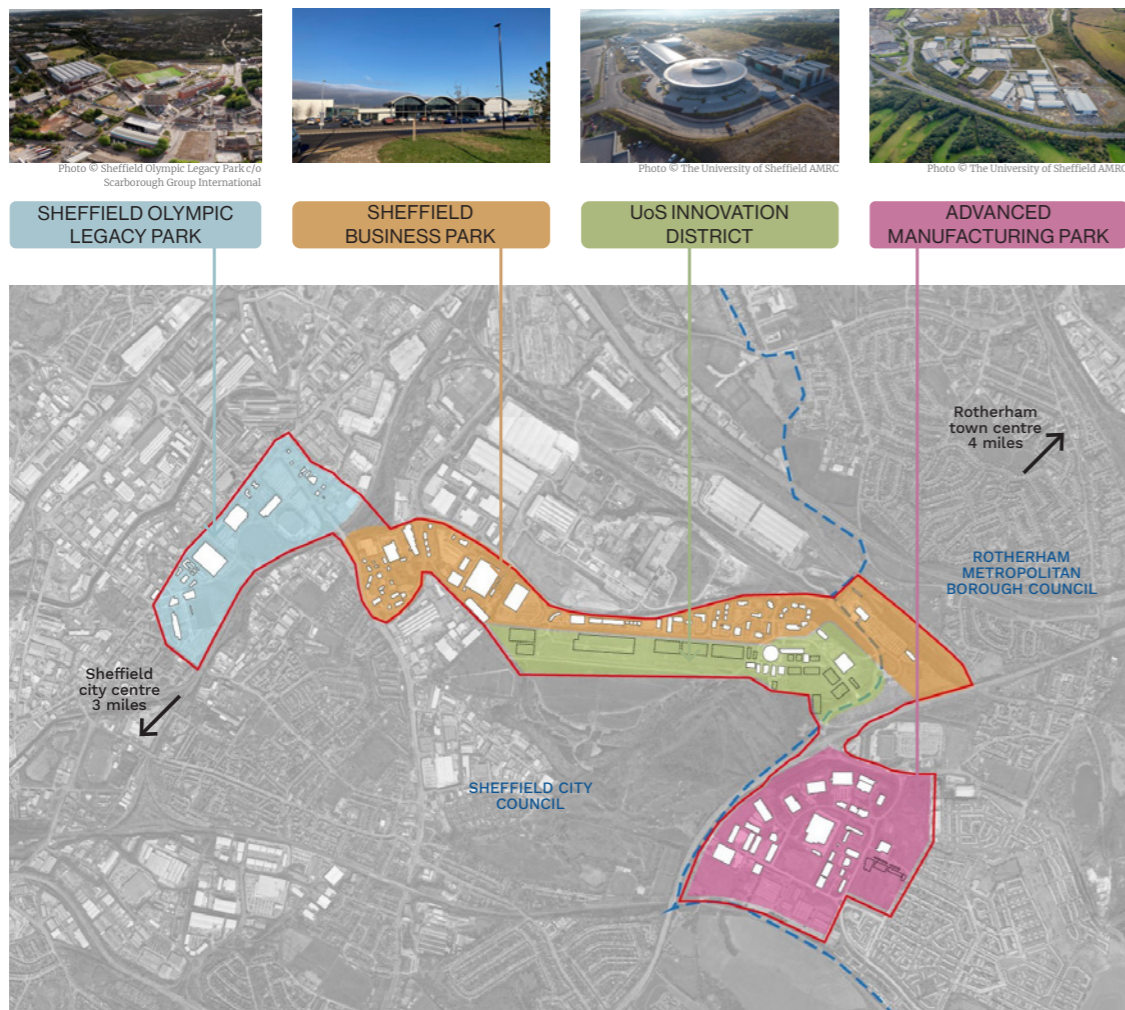 Photo © Sheffield Olympic Legacy Park c/o
Scarborough Group International
Photo © The University of Sheffield AMRC
Photo © The University of Sheffield AMRC
SHEFFIELD OLYMPIC
LEGACY PARK
SHEFFIELD
BUSINESS PARK
UoS INNOVATION
DISTRICT
ADVANCED
MANUFACTURING PARK
Rotherham
town centre
4 miles
ROTHERHAM
METROPOLITAN
BOROUGH COUNCIL
Sheffield
city centre
3 miles
SHEFFIELD CITY
COUNCIL